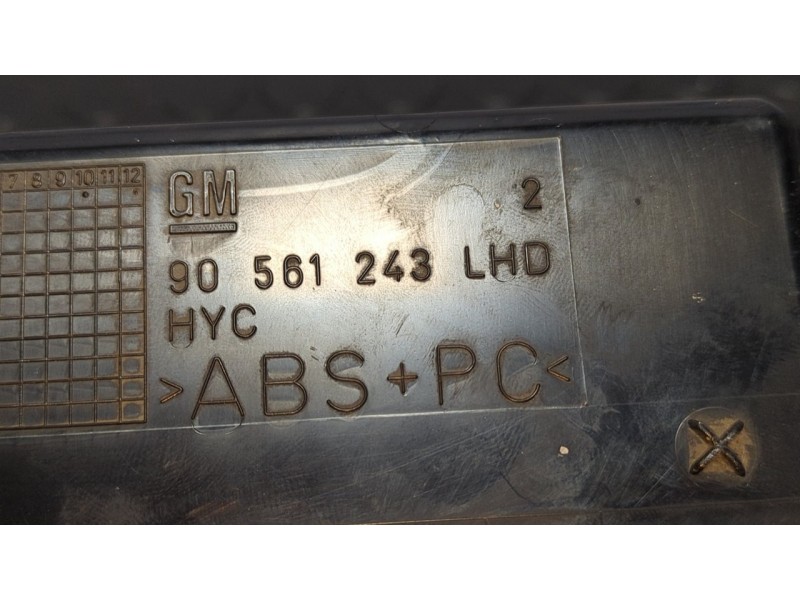 7 8 9 10 11 12
GM 2
90 561 243 LHD
HYC
>ABS+PC<